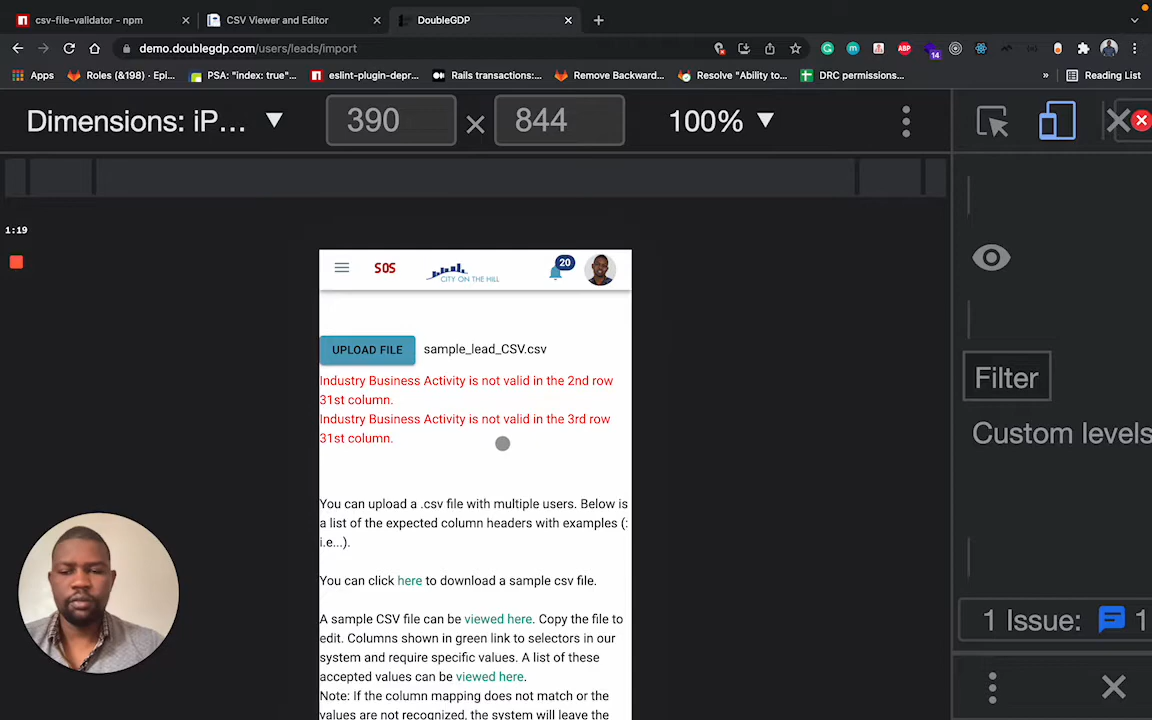 csv-file-validator - npm
CSV Viewer and Editor
DoubleGDP
demo.doublegdp.com/users/leads/import
14
ABP
Apps
Roles (&198) · Epi...
PSA: "index: true"...
eslint-plugin-depr...
Rails transactions:...
Remove Backward...
Resolve "Ability to...
DRC permissions...
»
Reading List
Dimensions: iP...
390
844
100%
1:19
SOS
CITY ON THE HILL
20
UPLOAD FILE
sample_lead_CSV.csv
Industry Business Activity is not valid in the 2nd row
31st column.
Industry Business Activity is not valid in the 3rd row
31st column.
You can upload a .csv file with multiple users. Below is
a list of the expected column headers with examples (:
i.e...).
You can click here to download a sample csv file.
A sample CSV file can be viewed here. Copy the file to
edit. Columns shown in green link to selectors in our
system and require specific values. A list of these
accepted values can be viewed here.
Note: If the column mapping does not match or the
values are not recognized, the system will leave the
Filter
Custom levels
1 Issue:
1